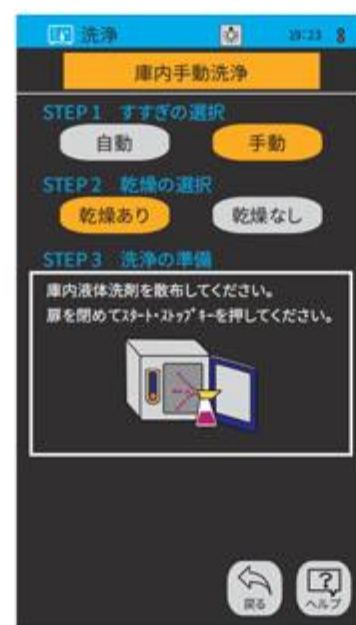 洗浄 19:23
庫内手動洗浄
STEP 1 すすぎの選択
自動 手動
STEP 2 乾燥の選択
乾燥あり 乾燥なし
STEP 3 洗浄の準備
庫内液体洗剤を散布してください。
扉を閉めてｽﾀｰﾄ・ｽﾄｯﾌﾟｷｰを押してください。
戻る ヘルプ